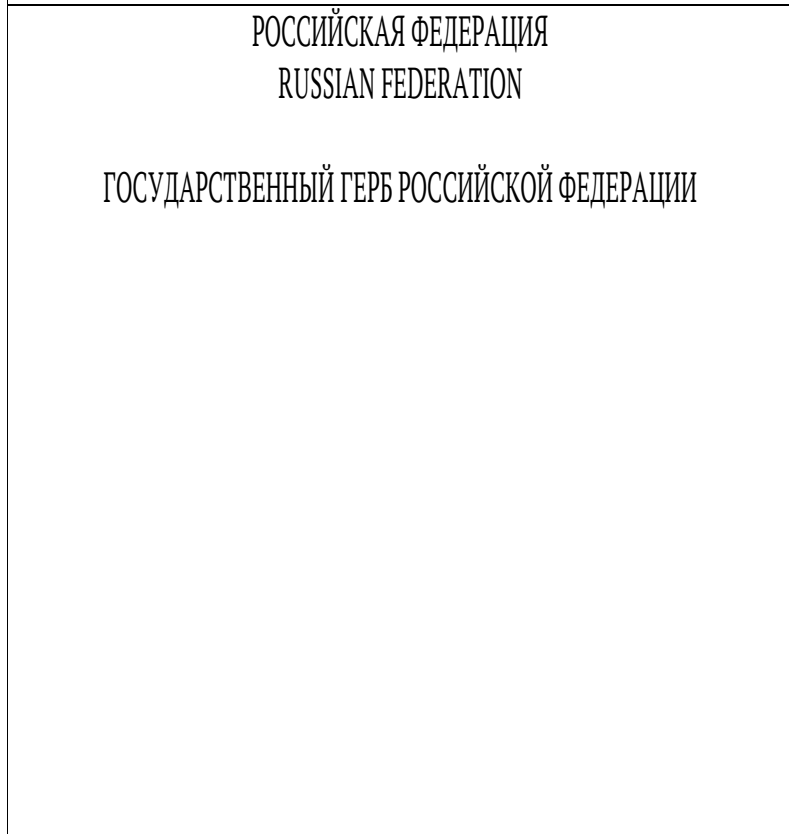 РОССИЙСКАЯ ФЕДЕРАЦИЯ
RUSSIAN FEDERATION
ГОСУДАРСТВЕННЫЙ ГЕРБ РОССИЙСКОЙ ФЕДЕРАЦИИ